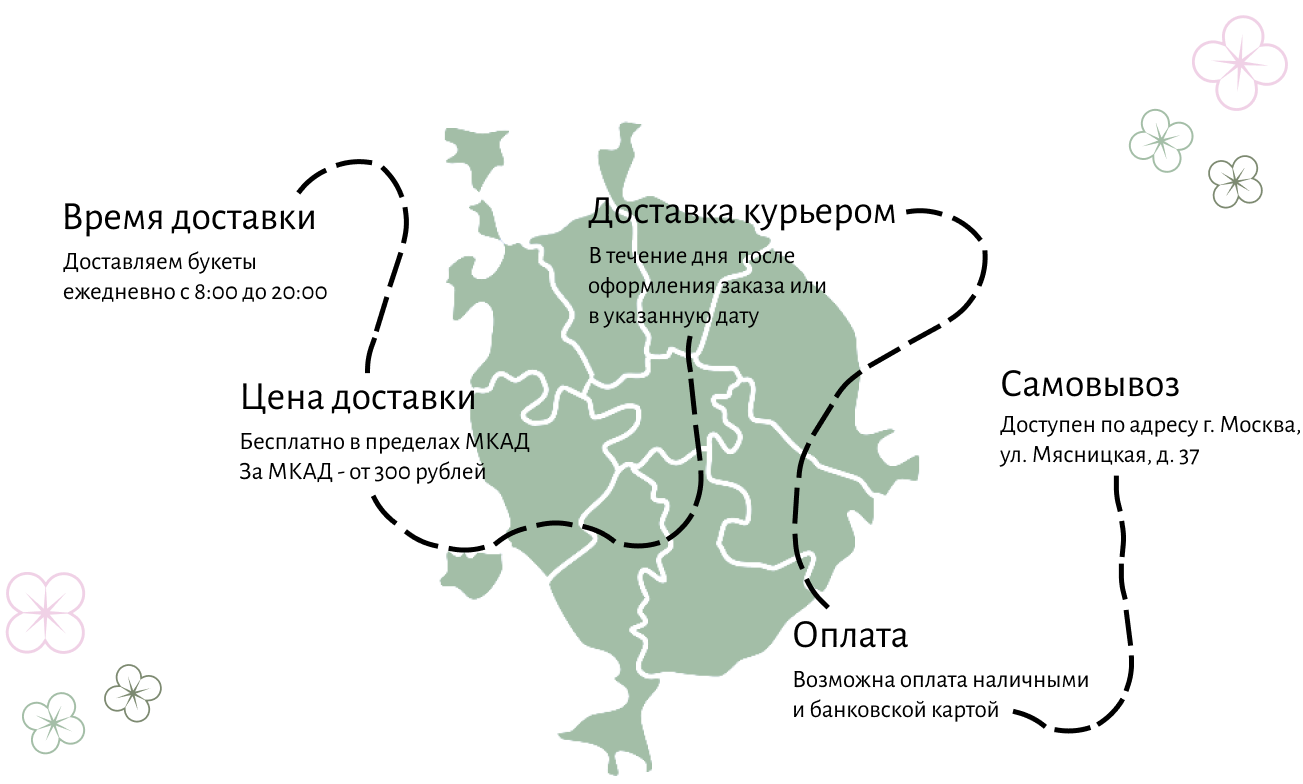 Время доставки
Доставляем букеты
ежедневно с 8:00 до 20:00
Цена доставки
Бесплатно в пределах МКАД
За МКАД - от 300 рублей
Доставка курьером
В течение дня после
оформления заказа или
в указанную дату
Оплата
Возможна оплата наличными
и банковской картой
Самовывоз
Доступен по адресу г. Москва,
ул. Мясницкая, д. 37